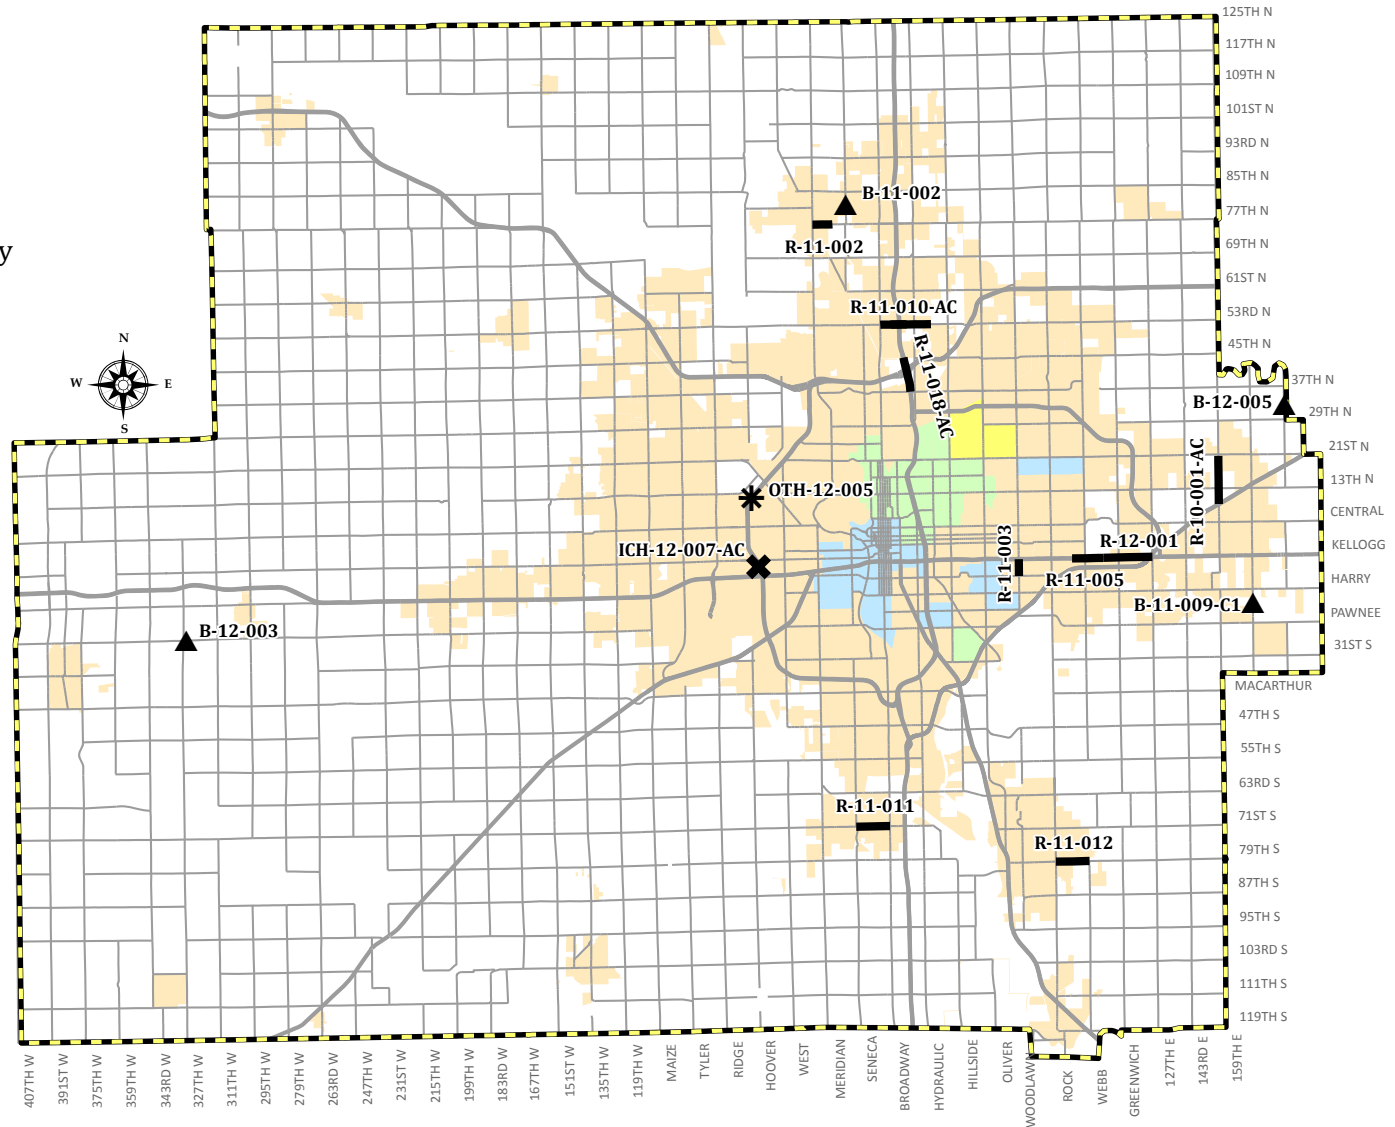 125TH N
117TH N
109TH N
101ST N
93RD N
85TH N
B-11-002
77TH N
R-11-002
69TH N
y
61ST N
R-11-010-AC
53RD N
N
R-11-018-AC
45TH N
W
E
37TH N
B-12-005
29TH N
S
R-10-001-AC
21ST N
OTH-12-005
13TH N
CENTRAL
ICH-12-007-AC
R-11-003
R-12-001
KELLOGG
R-11-005
HARRY
B-11-009-C1
PAWNEE
B-12-003
31ST S
MACARTHUR
47TH S
55TH S
63RD S
R-11-011
71ST S
R-11-012
79TH S
87TH S
95TH S
103RD S
111TH S
119TH S
407TH W
391ST W
375TH W
359TH W
343RD W
327TH W
311TH W
295TH W
279TH W
263RD W
247TH W
231ST W
215TH W
199TH W
183RD W
167TH W
151ST W
135TH W
119TH W
MAIZE
TYLER
RIDGE
HOOVER
WEST
MERIDIAN
SENECA
BROADWAY
HYDRAULIC
HILLSIDE
OLIVER
WOODLAWN
ROCK
WEBB
GREENWICH
127TH E
143RD E
159TH E